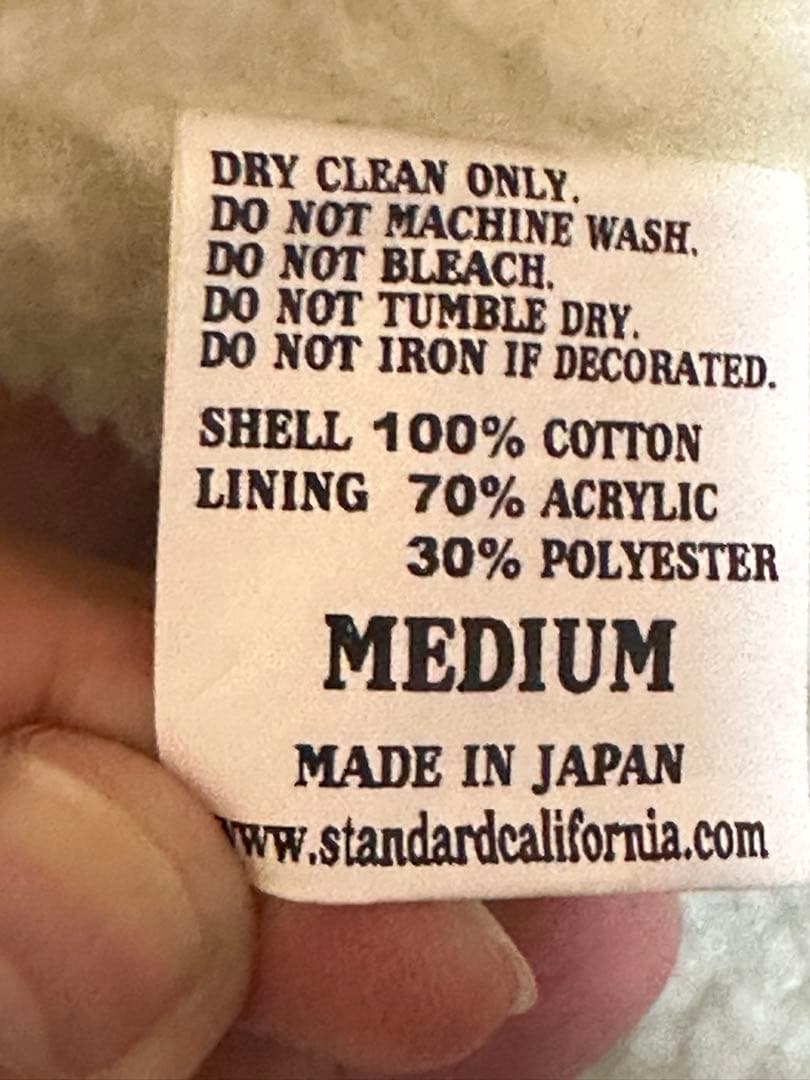 DRY CLEAN ONLY.
DO NOT MACHINE WASH.
DO NOT BLEACH.
DO NOT TUMBLE DRY.
DO NOT IRON IF DECORATED.
SHELL 100% COTTON
LINING 70% ACRYLIC
30% POLYESTER
MEDIUM
MADE IN JAPAN
www.standardcalifornia.com